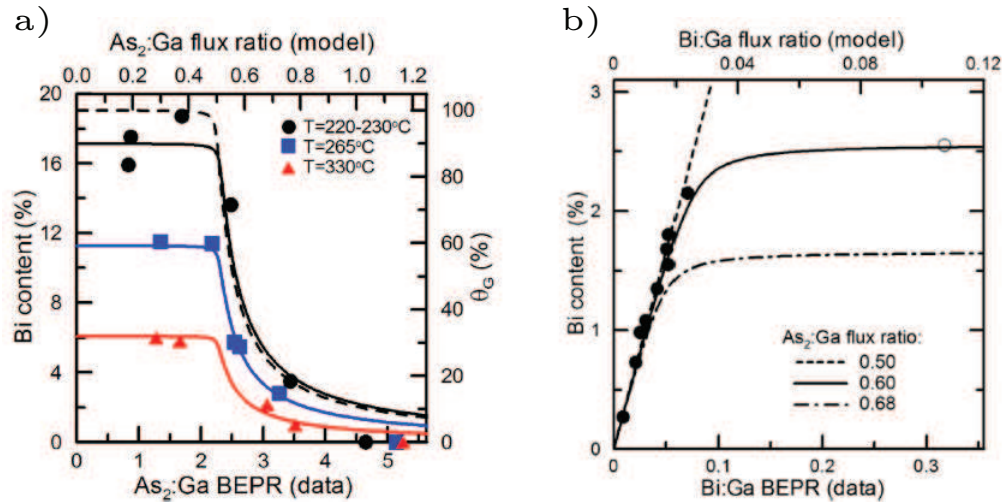 a)
As₂:Ga flux ratio (model)
0.0 0.2 0.4 0.6 0.8 1.0 1.2
20
16
12
8
4
0
Bi content (%)
T=220-230°C
T=265°C
T=330°C
100
80
60
40
20
0
θG (%)
0 1 2 3 4 5
As₂:Ga BEPR (data)
b)
Bi:Ga flux ratio (model)
0 0.04 0.08 0.12
3
2
1
0
Bi content (%)
As₂:Ga flux ratio:
0.50
0.60
0.68
0 0.1 0.2 0.3
Bi:Ga BEPR (data)